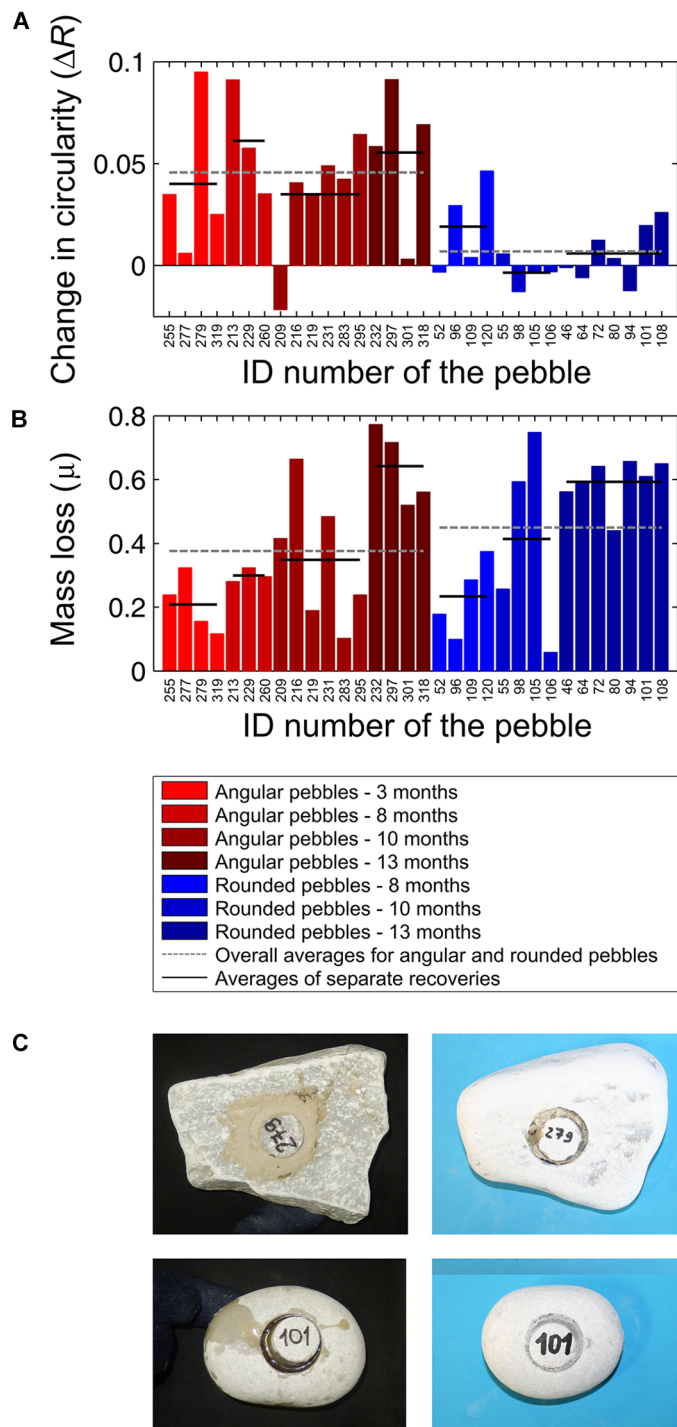 A
Change in circularity (ΔR)
0.1
0.05
0
255 277 279 319 213 229 260 209 216 219 231 283 295 232 297 301 318 52 96 109 120 55 98 105 106 46 64 72 80 94 101 108
ID number of the pebble
B
Mass loss (μ)
0.8
0.6
0.4
0.2
0
255 277 279 319 213 229 260 209 216 219 231 283 295 232 297 301 318 52 96 109 120 55 98 105 106 46 64 72 80 94 101 108
ID number of the pebble
Angular pebbles - 3 months
Angular pebbles - 8 months
Angular pebbles - 10 months
Angular pebbles - 13 months
Rounded pebbles - 8 months
Rounded pebbles - 10 months
Rounded pebbles - 13 months
Overall averages for angular and rounded pebbles
Averages of separate recoveries
C
279
279
101
101